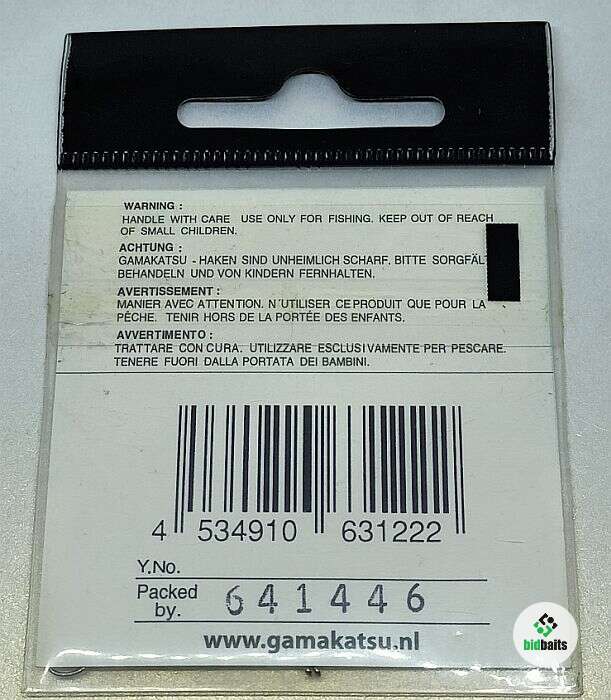 WARNING :
HANDLE WITH CARE USE ONLY FOR FISHING. KEEP OUT OF REACH
OF SMALL CHILDREN.
ACHTUNG :
GAMAKATSU - HAKEN SIND UNHEIMLICH SCHARF. BITTE SORGFÄL
BEHANDELN UND VON KINDERN FERNHALTEN.
AVERTISSEMENT :
MANIER AVEC ATTENTION. N'UTILISER CE PRODUIT QUE POUR LA
PÊCHE. TENIR HORS DE LA PORTÉE DES ENFANTS.
AVVERTIMENTO :
TRATTARE CON CURA. UTILIZZARE ESCLUSIVAMENTE PER PESCARE.
TENERE FUORI DALLA PORTATA DEI BAMBINI.
4 534910 631222
Y.No.
Packed by. 641446
www.gamakatsu.nl
bidbaits